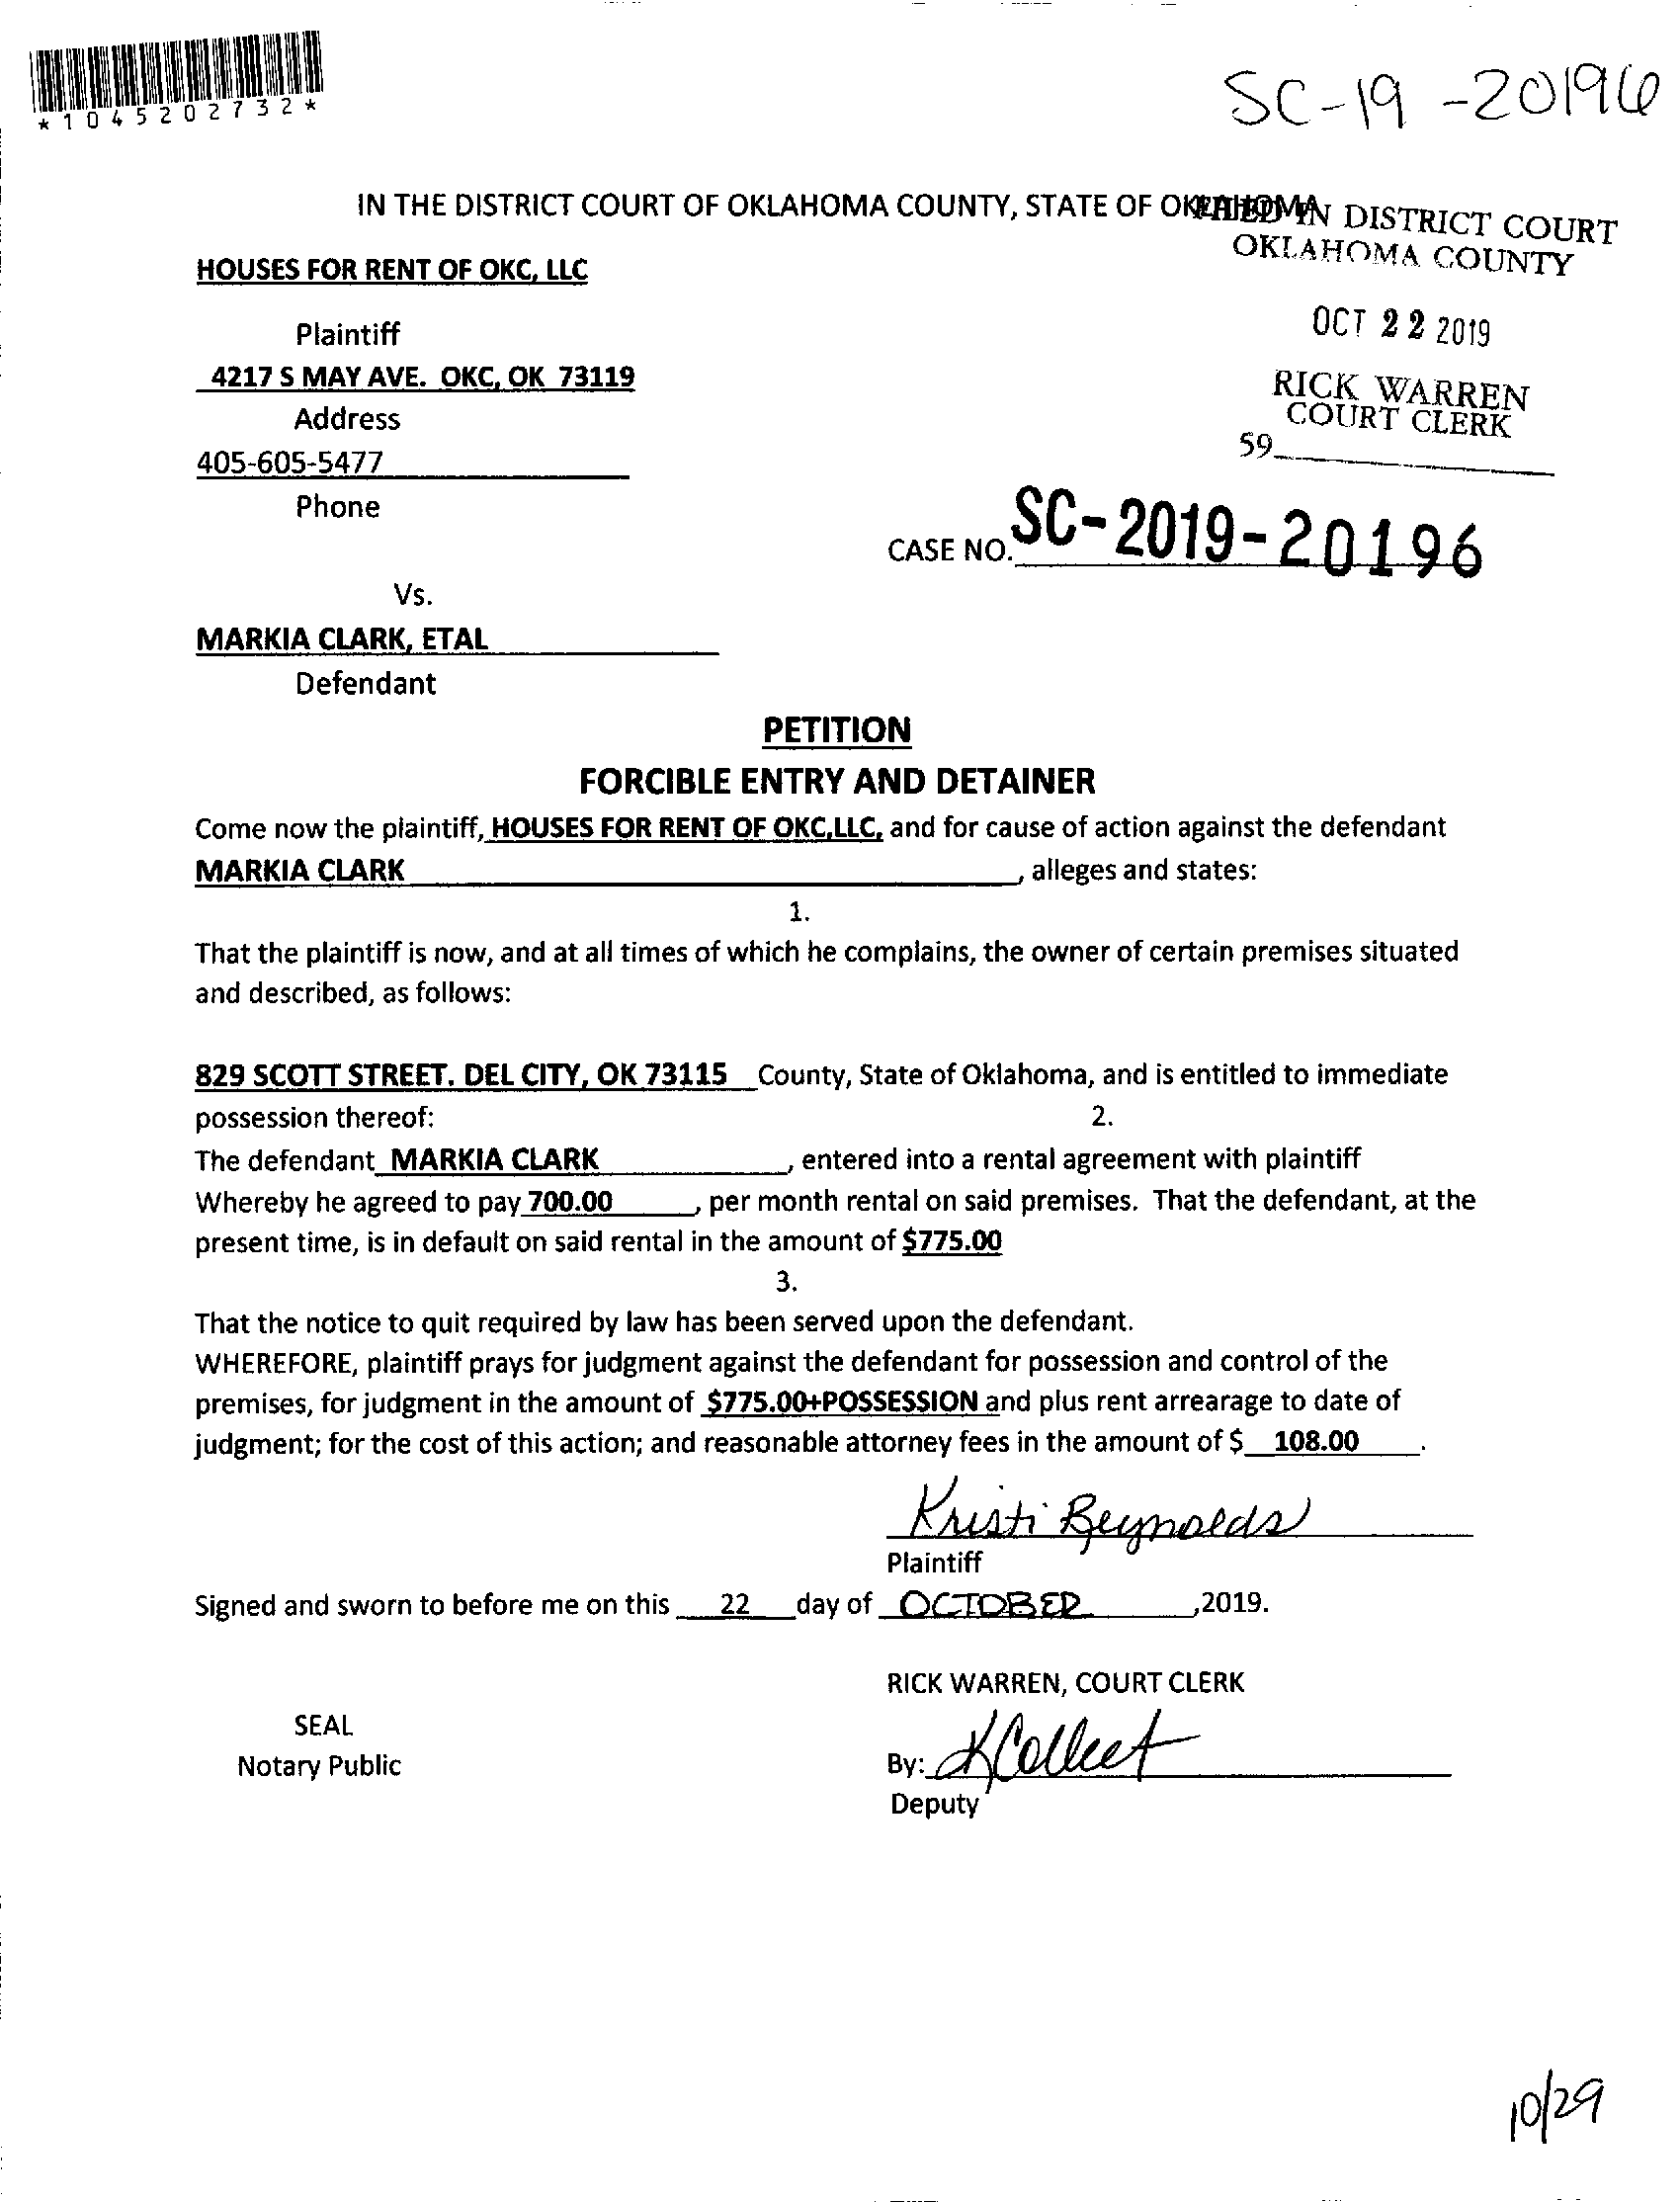 *1045202732*
SC-19-20196
IN THE DISTRICT COURT OF OKLAHOMA COUNTY, STATE OF OKLAHOMA
FILED IN DISTRICT COURT
OKLAHOMA COUNTY
HOUSES FOR RENT OF OKC, LLC
Plaintiff
OCT 22 2019
4217 S MAY AVE. OKC, OK 73119
Address
RICK WARREN
COURT CLERK
405-605-5477
59
Phone
CASE NO. SC-2019-20196
Vs.
MARKIA CLARK, ETAL
Defendant
PETITION
FORCIBLE ENTRY AND DETAINER
Come now the plaintiff, HOUSES FOR RENT OF OKC,LLC, and for cause of action against the defendant
MARKIA CLARK, alleges and states:
1.
That the plaintiff is now, and at all times of which he complains, the owner of certain premises situated
and described, as follows:
829 SCOTT STREET. DEL CITY, OK 73115 County, State of Oklahoma, and is entitled to immediate
possession thereof:
2.
The defendant MARKIA CLARK, entered into a rental agreement with plaintiff
Whereby he agreed to pay 700.00, per month rental on said premises. That the defendant, at the
present time, is in default on said rental in the amount of $775.00
3.
That the notice to quit required by law has been served upon the defendant.
WHEREFORE, plaintiff prays for judgment against the defendant for possession and control of the
premises, for judgment in the amount of $775.00+POSSESSION and plus rent arrearage to date of
judgment; for the cost of this action; and reasonable attorney fees in the amount of $ 108.00.
Kristi Reynolds
Plaintiff
Signed and sworn to before me on this 22 day of OCTOBER,2019.
RICK WARREN, COURT CLERK
SEAL
Notary Public
By: K Collect
Deputy
10/29